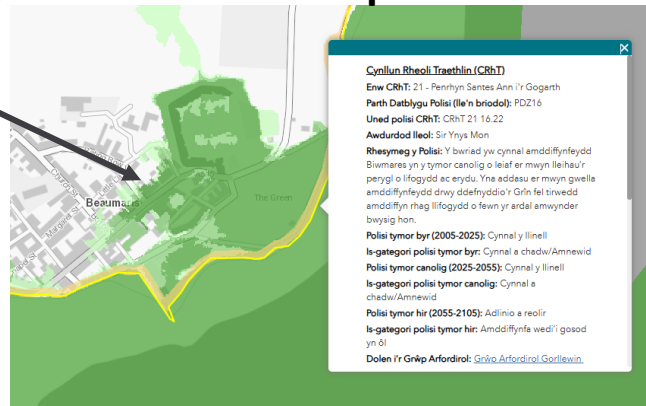 Cynllun Rheoli Traethlin (CRhT)
Enw CRhT: 21 - Penrhyn Santes Ann i'r Gogarth
Parth Datblygu Polisi (lle'n briodol): PDZ16
Uned polisi CRhT: CRhT 21 16.22
Awdurdod lleol: Sir Ynys Mon
Rhesymeg y Polisi: Y bwriad yw cynnal amddiffynfeydd
Biwmares yn y tymor canolig o leiaf er mwyn lleihau'r
perygl o lifogydd ac erydu. Yna addasu er mwyn gwella
amddiffynfeydd drwy ddefnyddio'r Grîn fel tirwedd
amddiffyn rhag llifogydd o fewn yr ardal amwynder
bwysig hon.
Polisi tymor byr (2005-2025): Cynnal y llinell
Is-gategori polisi tymor byr: Cynnal a chadw/Amnewid
Polisi tymor canolig (2025-2055): Cynnal y llinell
Is-gategori polisi tymor canolig: Cynnal a
chadw/Amnewid
Polisi tymor hir (2055-2105): Adlinio a reolir
Is-gategori polisi tymor hir: Amddiffynfa wedi'i gosod
yn ôl
Dolen i'r Grŵp Arfordirol: Grŵp Arfordirol Gorllewin
Beaumaris
The Green
Church St
Margaret St